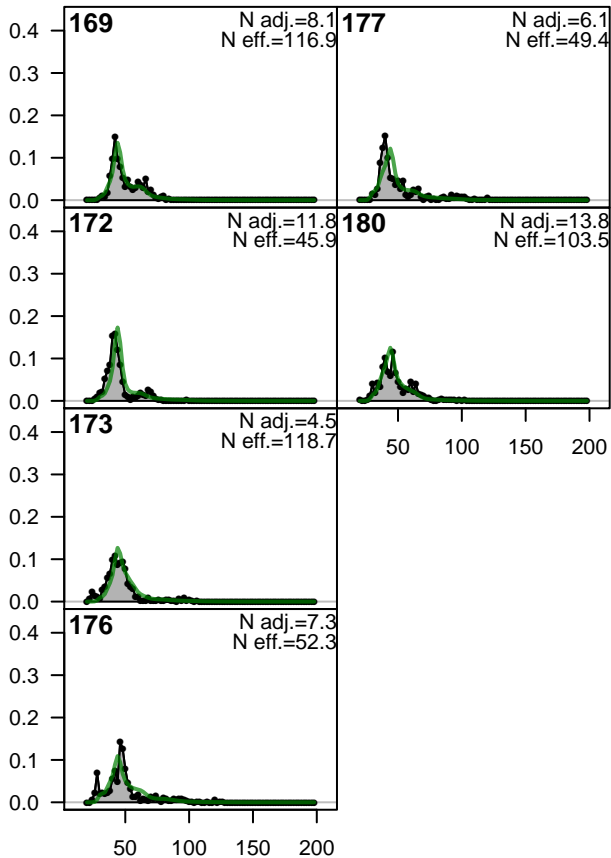 169
N adj.=8.1
N eff.=116.9
177
N adj.=6.1
N eff.=49.4
0.4
0.3
0.2
0.1
0.0
172
N adj.=11.8
N eff.=45.9
180
N adj.=13.8
N eff.=103.5
0.4
0.3
0.2
0.1
0.0
50 100 150 200
173
N adj.=4.5
N eff.=118.7
0.4
0.3
0.2
0.1
0.0
176
N adj.=7.3
N eff.=52.3
0.4
0.3
0.2
0.1
0.0
50 100 150 200